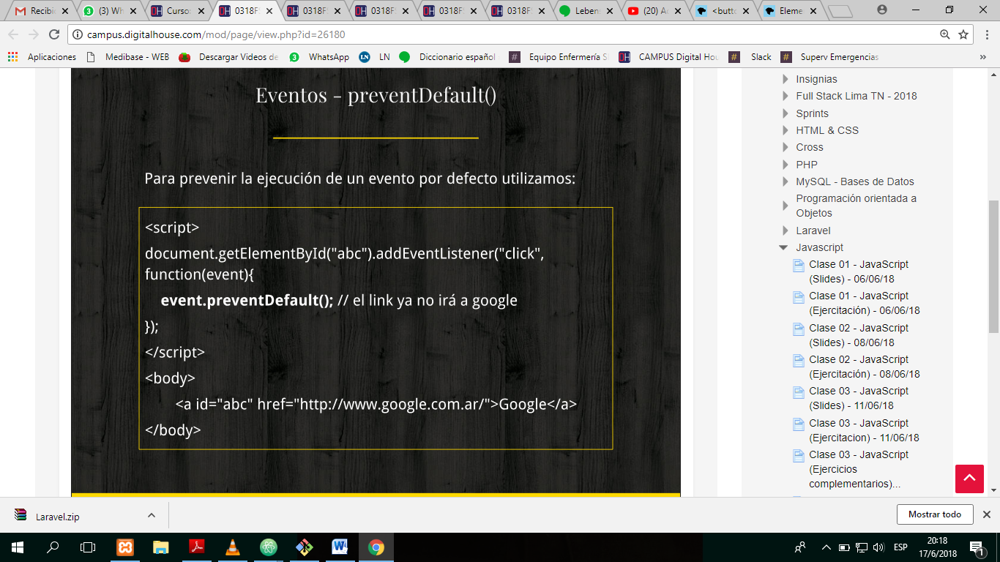 Recibi
(3) Wh
Curso:
0318F
0318F
0318F
0318F
0318F
Lebens
(20) Ac
<butto
Eleme
campus.digitalhouse.com/mod/page/view.php?id=26180
Aplicaciones
Medibase - WEB
Descargar Videos de
WhatsApp
LN
Diccionario español
Equipo Enfermería S
CAMPUS Digital Hou
Slack
Superv Emergencias
»
Eventos - preventDefault()
Para prevenir la ejecución de un evento por defecto utilizamos:
<script>
document.getElementById("abc").addEventListener("click",
function(event){
event.preventDefault(); // el link ya no irá a google
});
</script>
<body>
<a id="abc" href="http://www.google.com.ar/">Google</a>
</body>
Insignias
Full Stack Lima TN - 2018
Sprints
HTML & CSS
Cross
PHP
MySQL - Bases de Datos
Programación orientada a
Objetos
Laravel
Javascript
Clase 01 - JavaScript
(Slides) - 06/06/18
Clase 01 - JavaScript
(Ejercitación) - 06/06/18
Clase 02 - JavaScript
(Slides) - 08/06/18
Clase 02 - JavaScript
(Ejercitación) - 08/06/18
Clase 03 - JavaScript
(Slides) - 11/06/18
Clase 03 - JavaScript
(Ejercitacion) - 11/06/18
Clase 03 - JavaScript
(Ejercicios
complementarios)...
Laravel.zip
Mostrar todo
ESP
20:18
17/6/2018
1